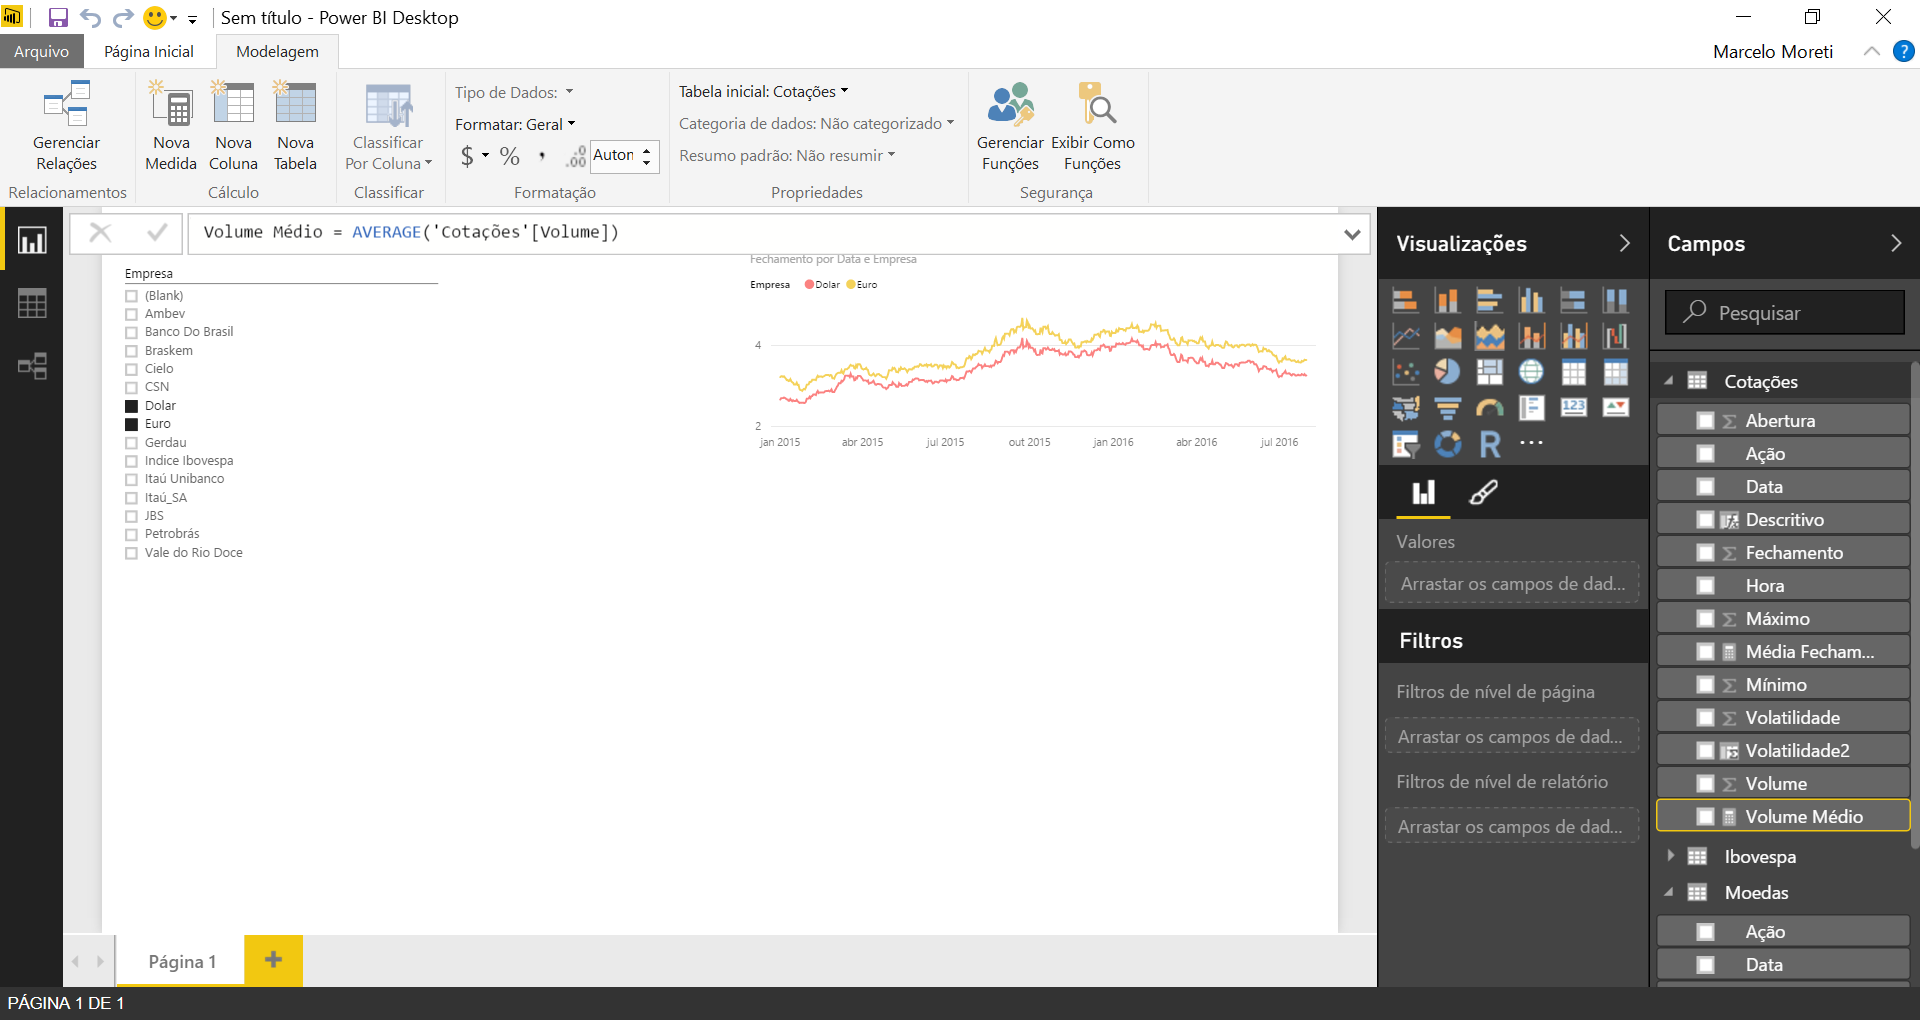 Sem título - Power BI Desktop
Arquivo
Página Inicial
Modelagem
Marcelo Moreti
?
Gerenciar
Relações
Relacionamentos
Nova
Medida
Nova
Coluna
Nova
Tabela
Cálculo
Classificar
Por Coluna
Classificar
Tipo de Dados:
Formatar: Geral
$ % , .00 Auton
Formatação
Tabela inicial: Cotações
Categoria de dados: Não categorizado
Resumo padrão: Não resumir
Propriedades
Gerenciar
Funções
Exibir Como
Funções
Segurança
Volume Médio = AVERAGE('Cotações'[Volume])
Empresa
(Blank)
Ambev
Banco Do Brasil
Braskem
Cielo
CSN
Dolar
Euro
Gerdau
Indice Ibovespa
Itaú Unibanco
Itaú_SA
JBS
Petrobrás
Vale do Rio Doce
Fechamento por Data e Empresa
Empresa Dolar Euro
4
2
jan 2015 abr 2015 jul 2015 out 2015 jan 2016 abr 2016 jul 2016
Visualizações
123
R
...
Valores
Arrastar os campos de dad...
Filtros
Filtros de nível de página
Arrastar os campos de dad...
Filtros de nível de relatório
Arrastar os campos de dad...
Campos
Pesquisar
Cotações
Σ Abertura
Ação
Data
Descritivo
Σ Fechamento
Hora
Σ Máximo
Média Fecham...
Σ Mínimo
Σ Volatilidade
Volatilidade2
Σ Volume
Volume Médio
Ibovespa
Moedas
Ação
Data
Página 1
+
PÁGINA 1 DE 1